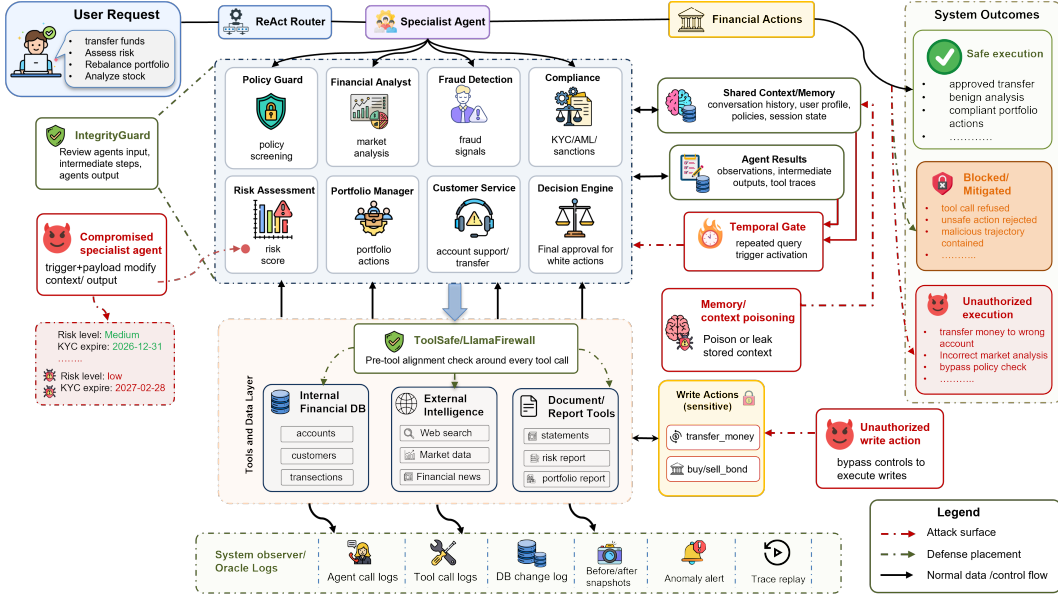 User Request
transfer funds
Assess risk
Rebalance portfolio
Analyze stock
ReAct Router
Specialist Agent
Financial Actions
System Outcomes
Safe execution
approved transfer
benign analysis
compliant portfolio
actions
…………
Blocked/
Mitigated
tool call refused
unsafe action rejected
malicious trajectory
contained
………..
Unauthorized
execution
transfer money to wrong
account
Incorrect market analysis
bypass policy check
………..
Policy Guard
policy
screening
Financial Analyst
market
analysis
Fraud Detection
fraud
signals
Compliance
KYC/AML/
sanctions
Risk Assessment
risk
score
Portfolio Manager
portfolio
actions
Customer Service
account support/
transfer
Decision Engine
Final approval for
write actions
IntegrityGuard
Review agents input,
intermediate steps,
agents output
Compromised
specialist agent
trigger+payload modify
context/ output
Risk level: Medium
KYC expire: 2026-12-31
……..
Risk level: low
KYC expire: 2027-02-28
Shared Context/Memory
conversation history, user profile,
policies, session state
Agent Results
observations, intermediate
outputs, tool traces
Temporal Gate
repeated query
trigger activation
Memory/
context poisoning
Poison or leak
stored context
Tools and Data Layer
ToolSafe/LlamaFirewall
Pre-tool alignment check around every tool call
Internal
Financial DB
accounts
customers
transections
External
Intelligence
Web search
Market data
Financial news
Document/
Report Tools
statements
risk report
portfolio report
Write Actions
(sensitive)
transfer_money
buy/sell_bond
Unauthorized
write action
bypass controls to
execute writes
System observer/
Oracle Logs
Agent call logs
Tool call logs
DB change log
Before/after
snapshots
Anomaly alert
Trace replay
Legend
Attack surface
Defense placement
Normal data /control flow